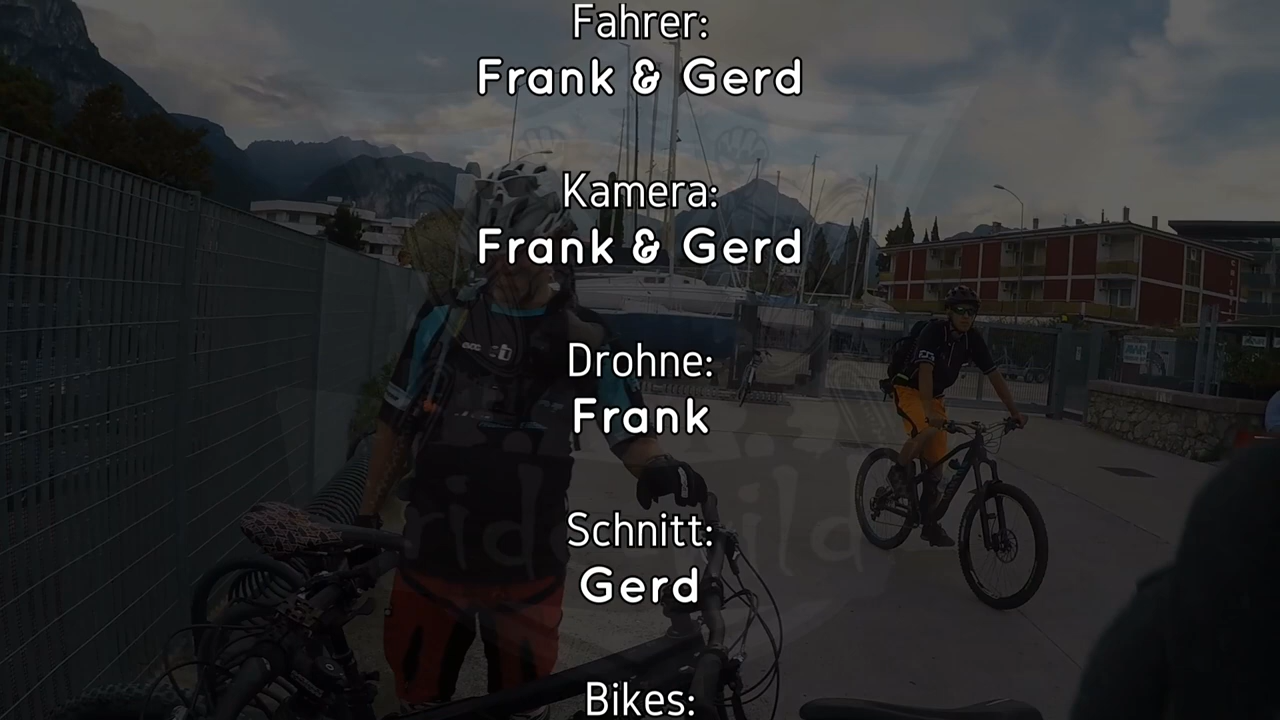 Fahrer:
Frank & Gerd
Kamera:
Frank & Gerd
Drohne:
Frank
Schnitt:
Gerd
Bikes: